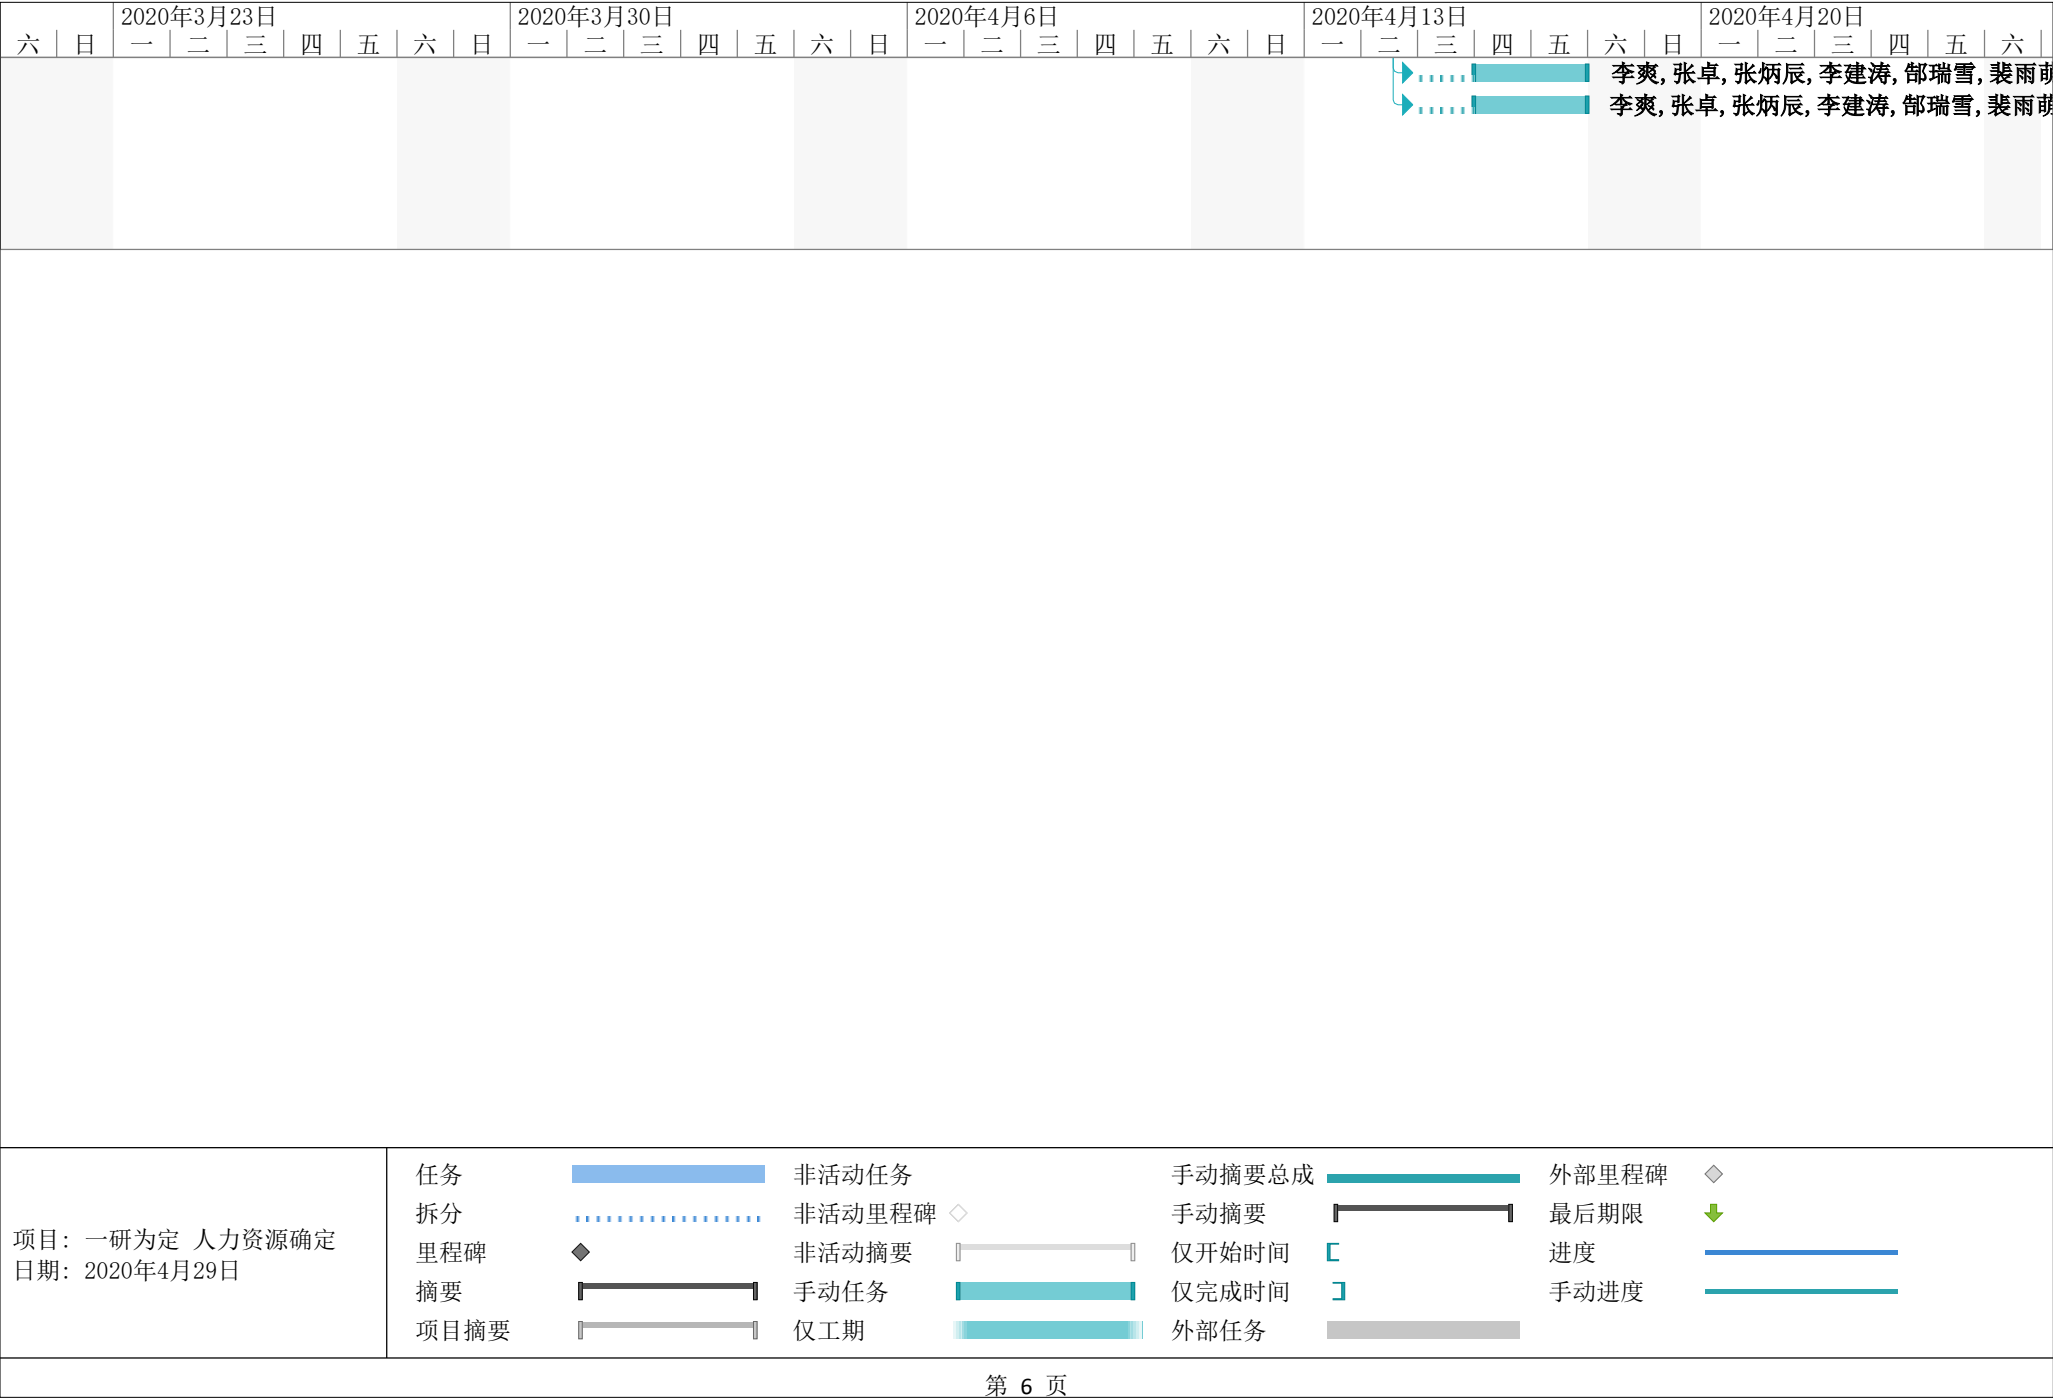 2020年3月23日 2020年3月30日 2020年4月6日 2020年4月13日 2020年4月20日
六 日 一 二 三 四 五 六 日 一 二 三 四 五 六 日 一 二 三 四 五 六 日 一 二 三 四 五 六 日 一 二 三 四 五 六
李爽,张卓,张炳辰,李建涛,郜瑞雪,裴雨萌
李爽,张卓,张炳辰,李建涛,郜瑞雪,裴雨萌
项目: 一研为定 人力资源确定
日期: 2020年4月29日
任务 非活动任务 手动摘要总成 外部里程碑
拆分 非活动里程碑 手动摘要 最后期限
里程碑 非活动摘要 仅开始时间 进度
摘要 手动任务 仅完成时间 手动进度
项目摘要 仅工期 外部任务
第 6 页